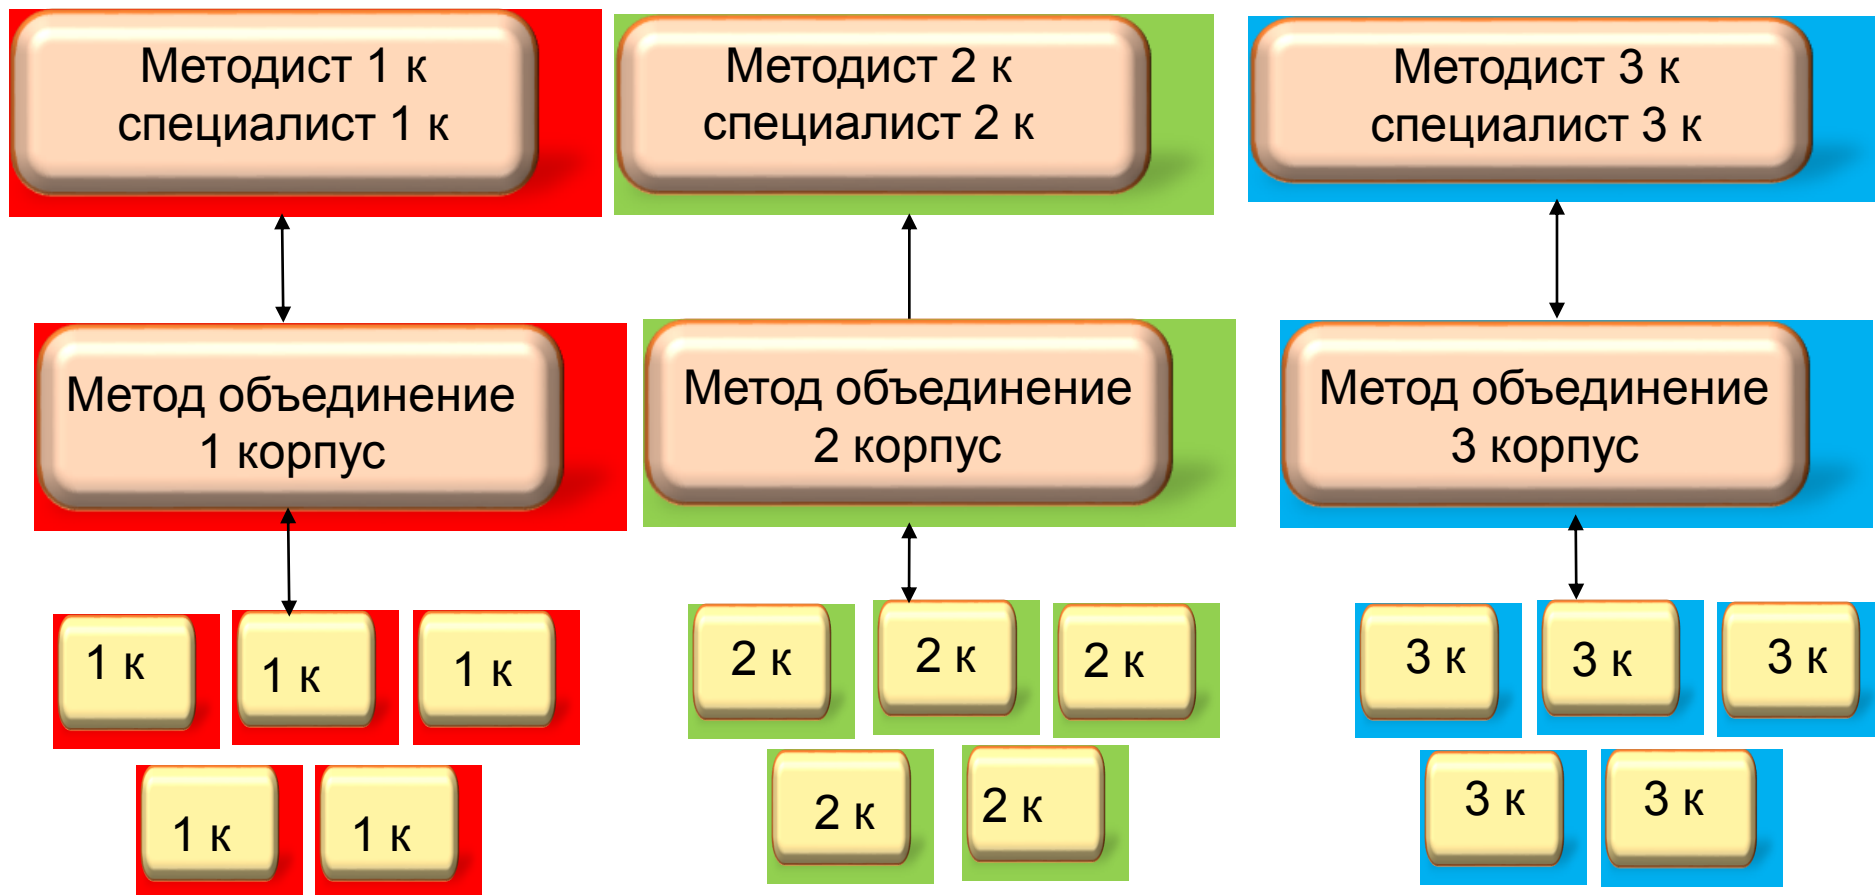 Методист 1 к
специалист 1 к
Методист 2 к
специалист 2 к
Методист 3 к
специалист 3 к
Метод объединение
1 корпус
Метод объединение
2 корпус
Метод объединение
3 корпус
1 к
1 к
1 к
2 к
2 к
2 к
3 к
3 к
3 к
1 к
1 к
2 к
2 к
3 к
3 к